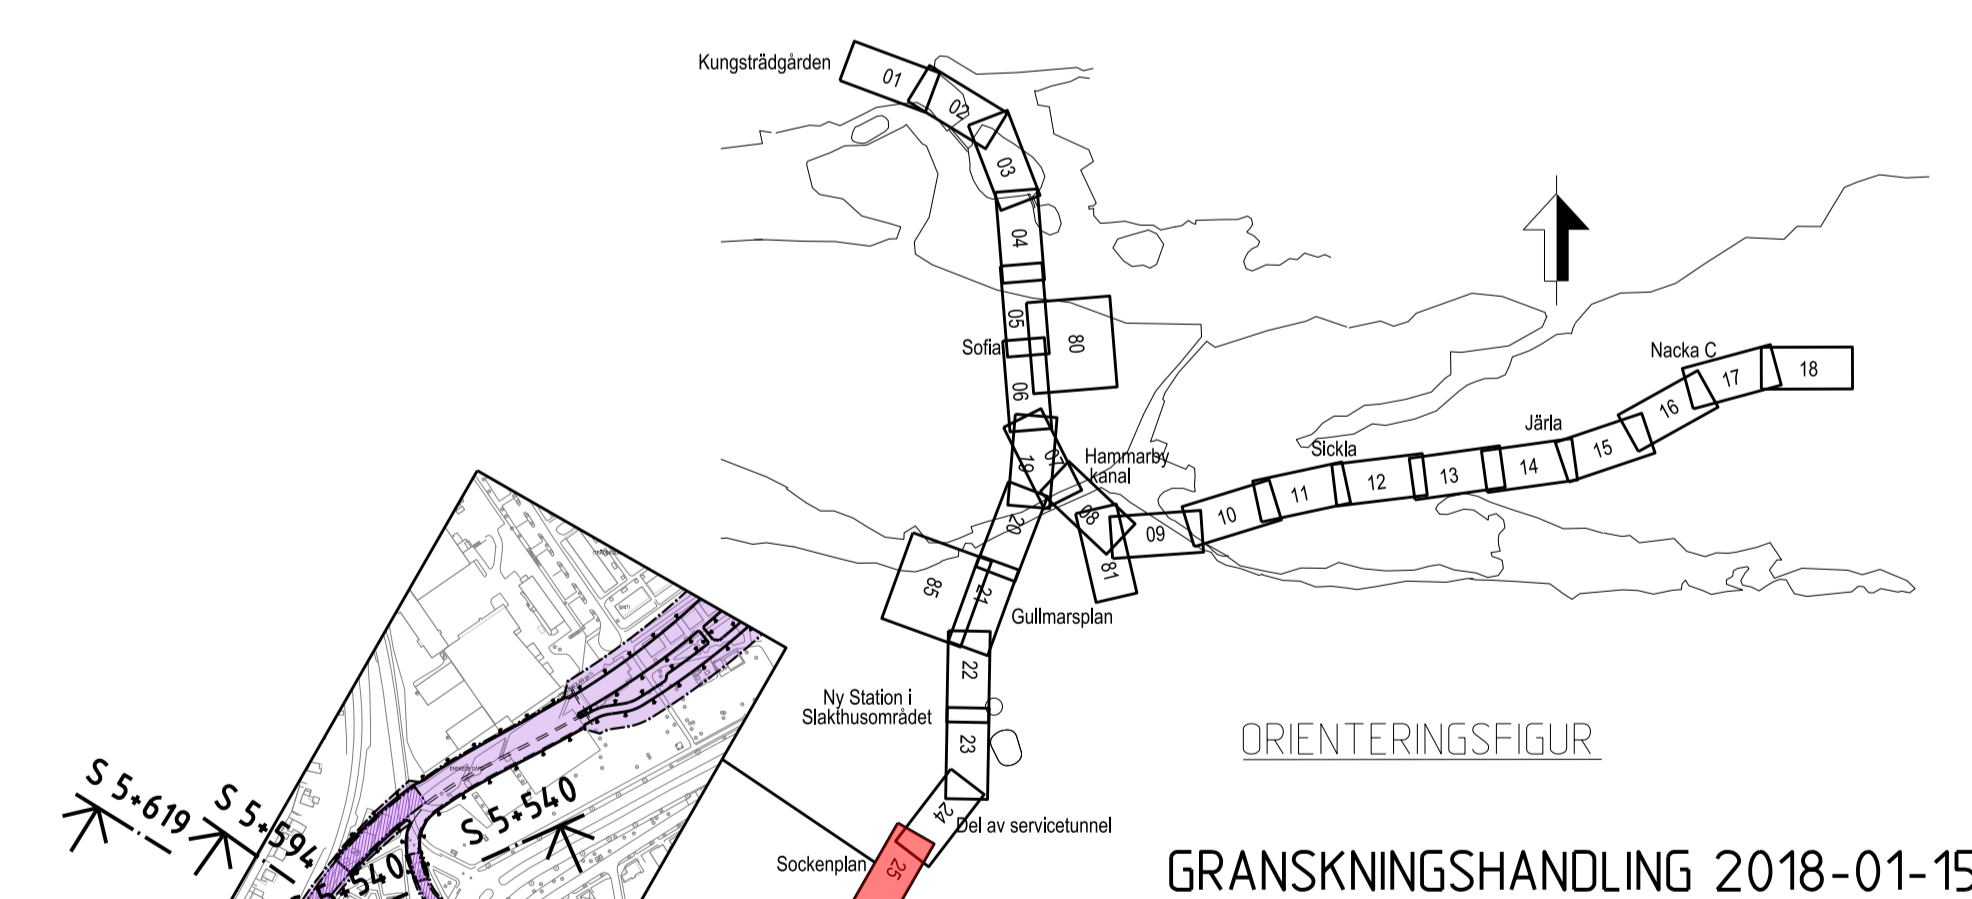 Kungsträdgården
01
02
03
04
05
Sofia
80
06
Nacka C
17
18
16
Järla
15
Sickla
14
13
12
11
10
Hammarby
kanal
07
19
08
09
20
81
85
21
Gullmarsplan
22
Ny Station i
Slakthusområdet
23
ORIENTERINGSFIGUR
24
Del av servicetunnel
Sockenplan
25
S 5+619
S 5+594
S 5+540
5+540
GRANSKNINGSHANDLING 2018-01-15